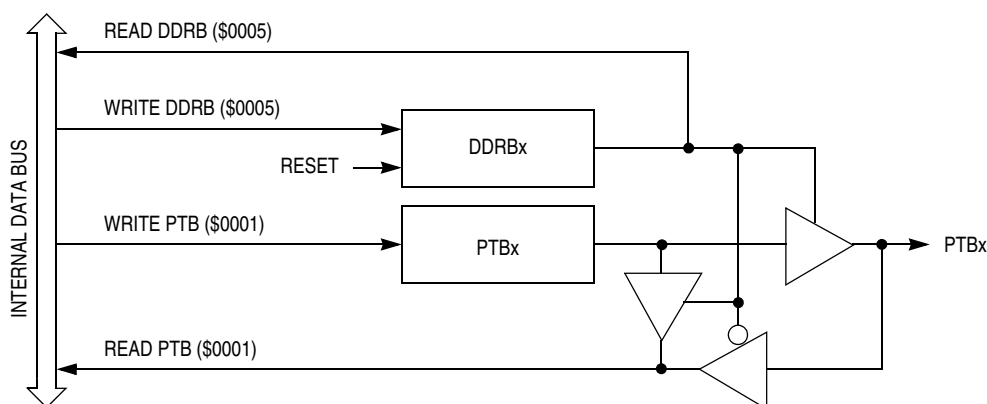 READ DDRB ($0005)
WRITE DDRB ($0005)
DDRBx
RESET
INTERNAL DATA BUS
WRITE PTB ($0001)
PTBx
PTBx
READ PTB ($0001)